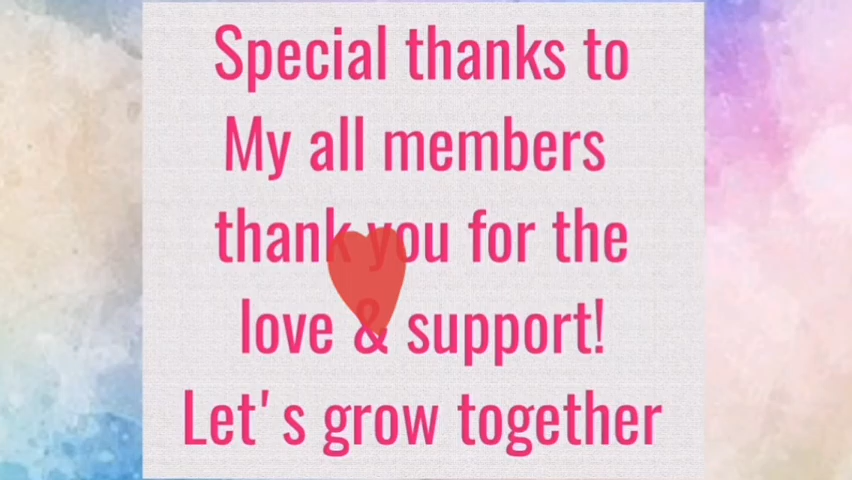 Special thanks to
My all members
thank you for the
love & support!
Let's grow together